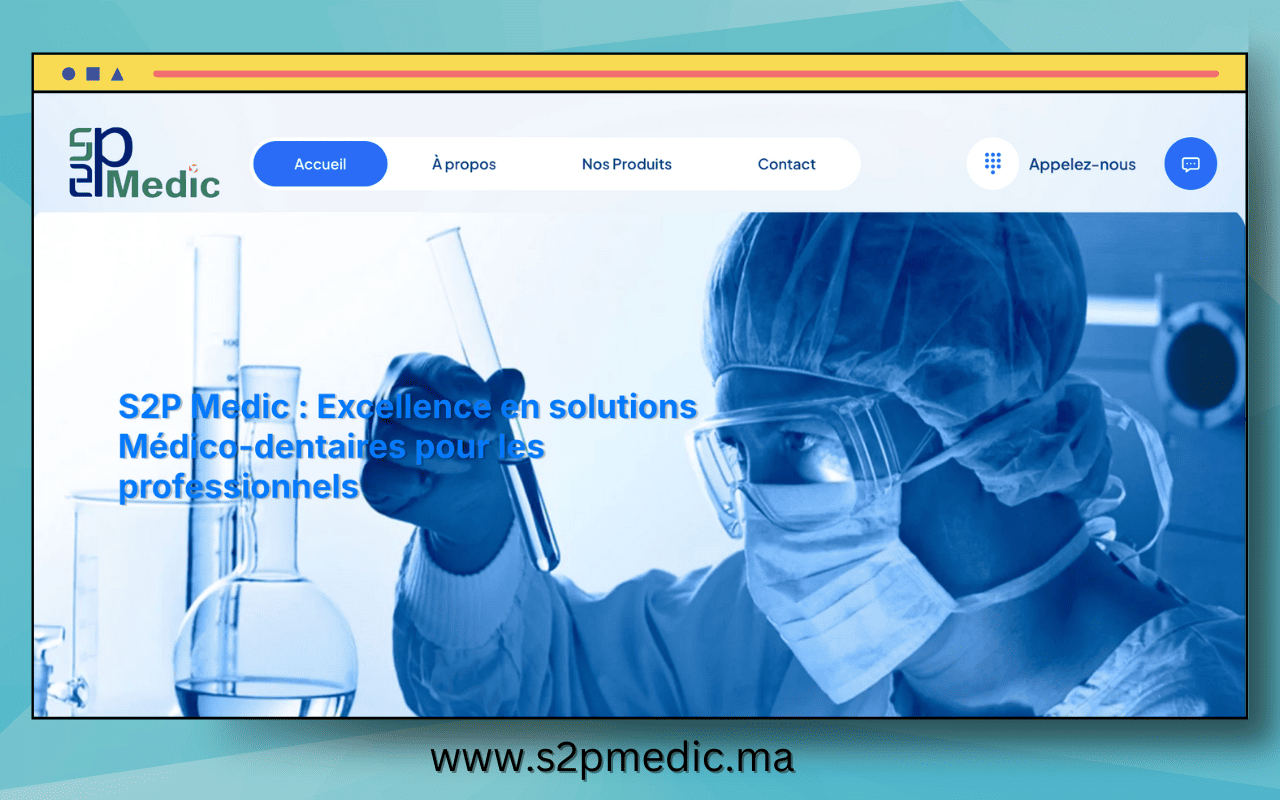 S2P Medic
Accueil
À propos
Nos Produits
Contact
Appelez-nous
S2P Medic : Excellence en solutions
Médico-dentaires pour les
professionnels
www.s2pmedic.ma